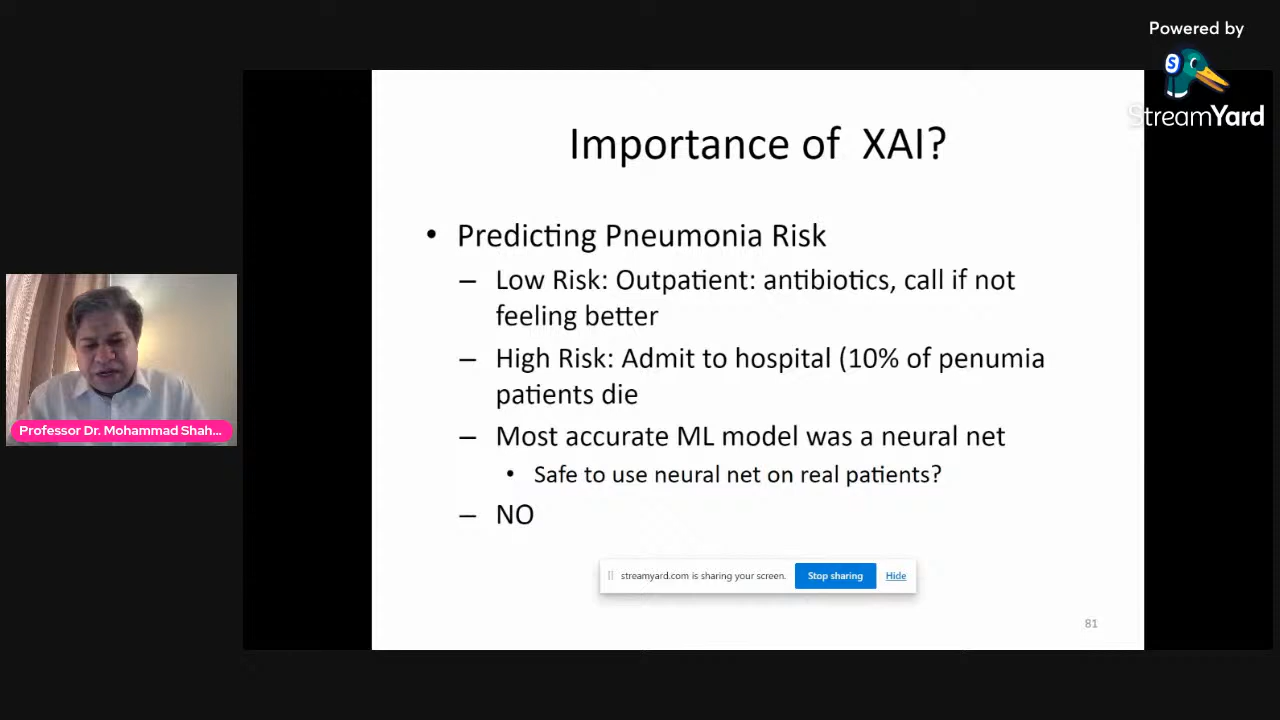 Powered by
StreamYard
Importance of XAI?
• Predicting Pneumonia Risk
– Low Risk: Outpatient: antibiotics, call if not
feeling better
– High Risk: Admit to hospital (10% of penumia
patients die
– Most accurate ML model was a neural net
• Safe to use neural net on real patients?
– NO
Professor Dr. Mohammad Shah...
streamyard.com is sharing your screen. Stop sharing Hide
81